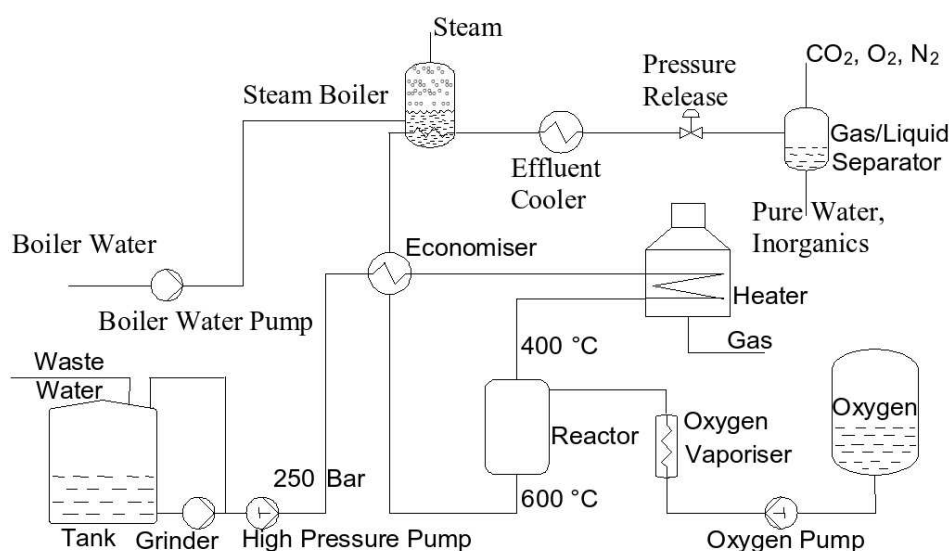 Steam
CO₂, O₂, N₂
Pressure
Release
Steam Boiler
Gas/Liquid
Separator
Effluent
Cooler
Pure Water,
Inorganics
Boiler Water
Economiser
Heater
Boiler Water Pump
Gas
400 °C
Waste
Water
Oxygen
Reactor
Oxygen
Vaporiser
250 Bar
600 °C
Tank
Grinder
High Pressure Pump
Oxygen Pump